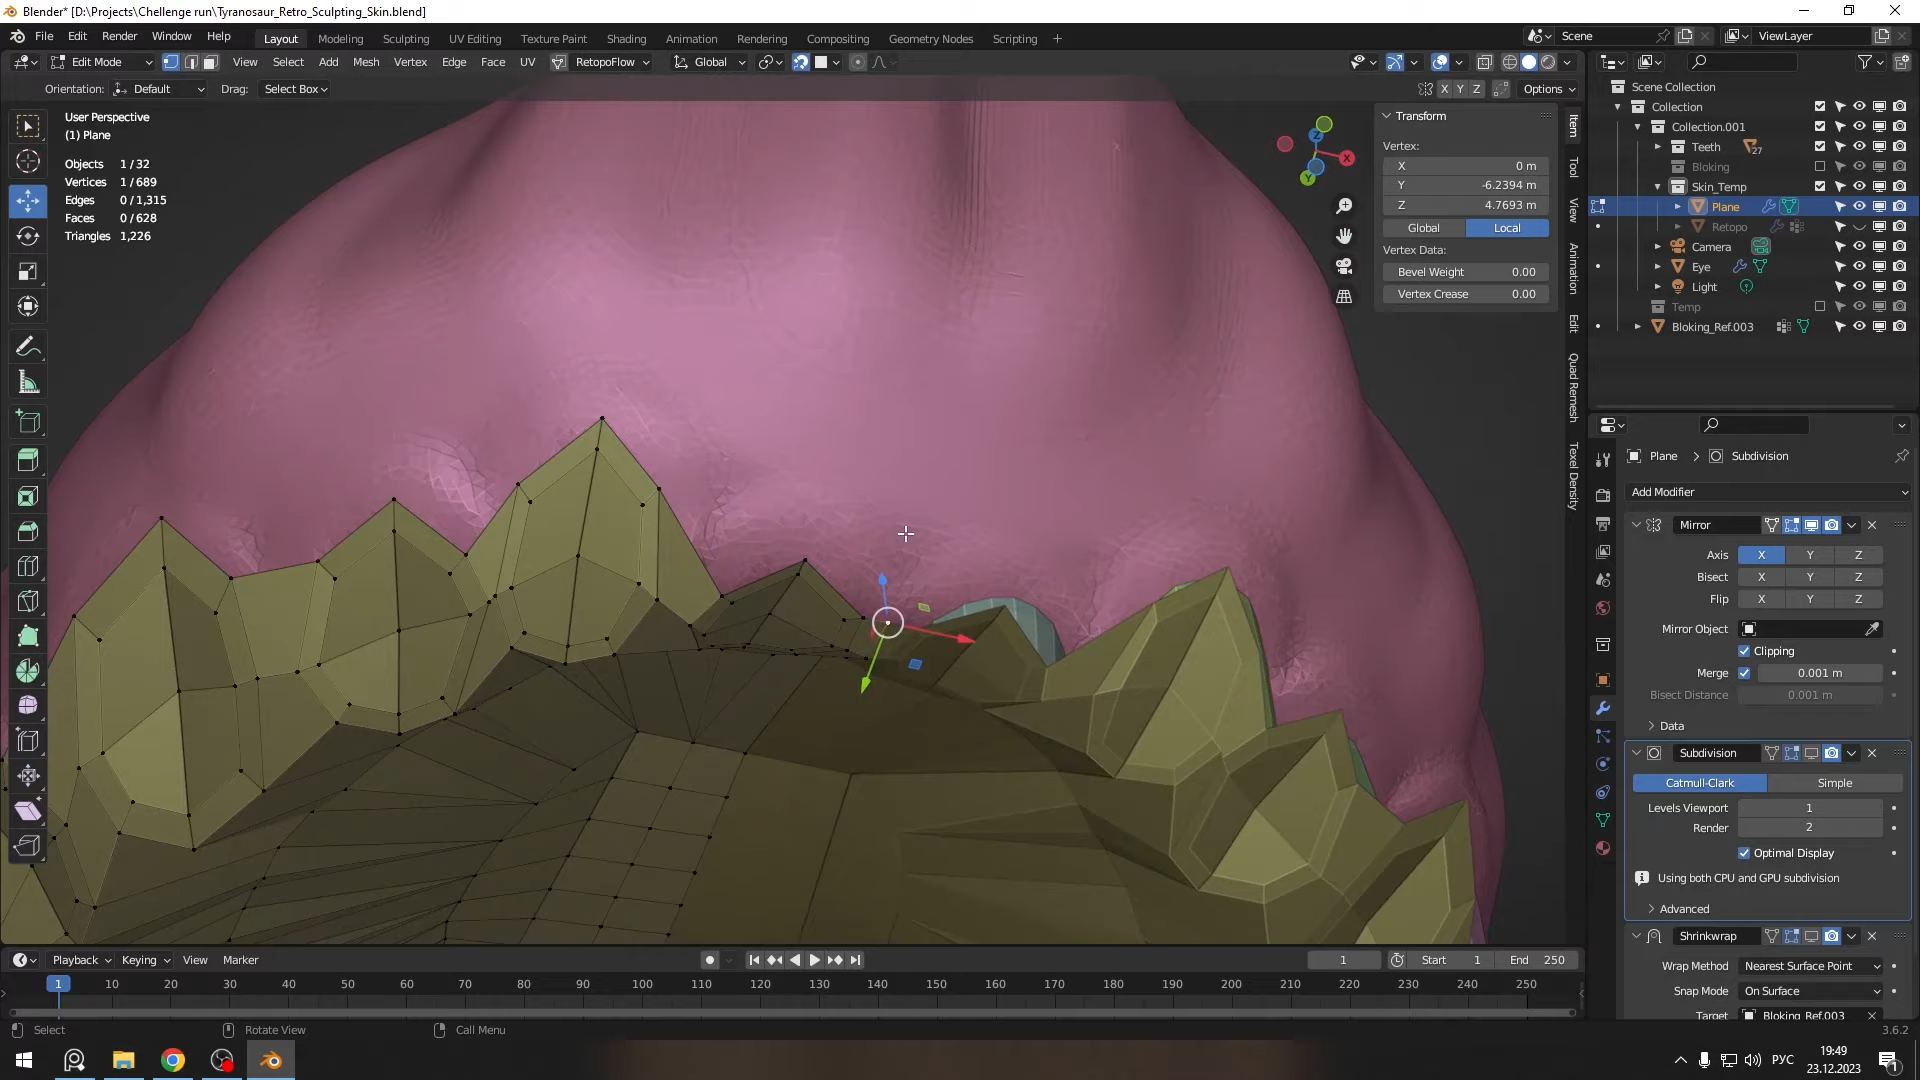 Blender* [D:\Projects\Chellenge run\Tyranosaur_Retro_Sculpting_Skin.blend]
File Edit Render Window Help Layout Modeling Sculpting UV Editing Texture Paint Shading Animation Rendering Compositing Geometry Nodes Scripting + Scene ViewLayer
Edit Mode View Select Add Mesh Vertex Edge Face UV RetopoFlow Global
Orientation: Default Drag: Select Box X Y Z Options
User Perspective
(1) Plane
Objects 1 / 32
Vertices 1 / 689
Edges 0 / 1,315
Faces 0 / 628
Triangles 1,226
Z
X
Y
Transform
Vertex:
X 0 m
Y -6.2394 m
Z 4.7693 m
Global Local
Vertex Data:
Bevel Weight 0.00
Vertex Crease 0.00
Item
Tool
View
Animation
Edit
Quad Remesh
Texel Density
Scene Collection
Collection
Collection.001
Teeth 27
Bloking
Skin_Temp
Plane
Retopo
Camera
Eye
Light
Temp
Bloking_Ref.003
Plane > Subdivision
Add Modifier
Mirror
Axis X Y Z
Bisect X Y Z
Flip X Y Z
Mirror Object
Clipping
Merge 0.001 m
Bisect Distance 0.001 m
Data
Subdivision
Catmull-Clark Simple
Levels Viewport 1
Render 2
Optimal Display
Using both CPU and GPU subdivision
Advanced
Shrinkwrap
Wrap Method Nearest Surface Point
Snap Mode On Surface
Target Bloking_Ref.003
Playback Keying View Marker 1 Start 1 End 250
1 10 20 30 40 50 60 70 80 90 100 110 120 130 140 150 160 170 180 190 200 210 220 230 240 250
Select Rotate View Call Menu 3.6.2
РУС 19:49
23.12.2023
1